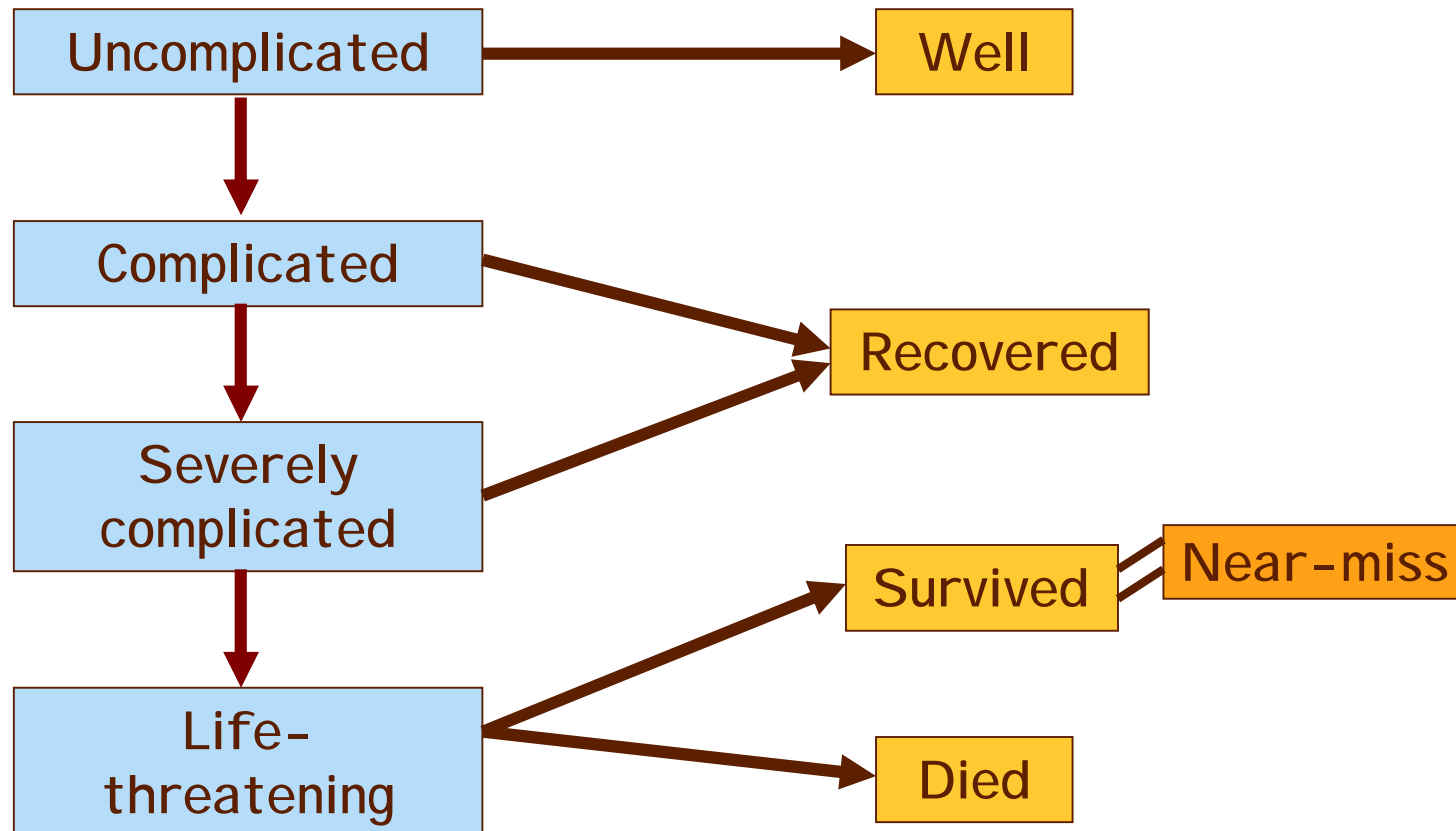 Uncomplicated
Well
Complicated
Recovered
Severely
complicated
Near-miss
Survived
Life-
threatening
Died